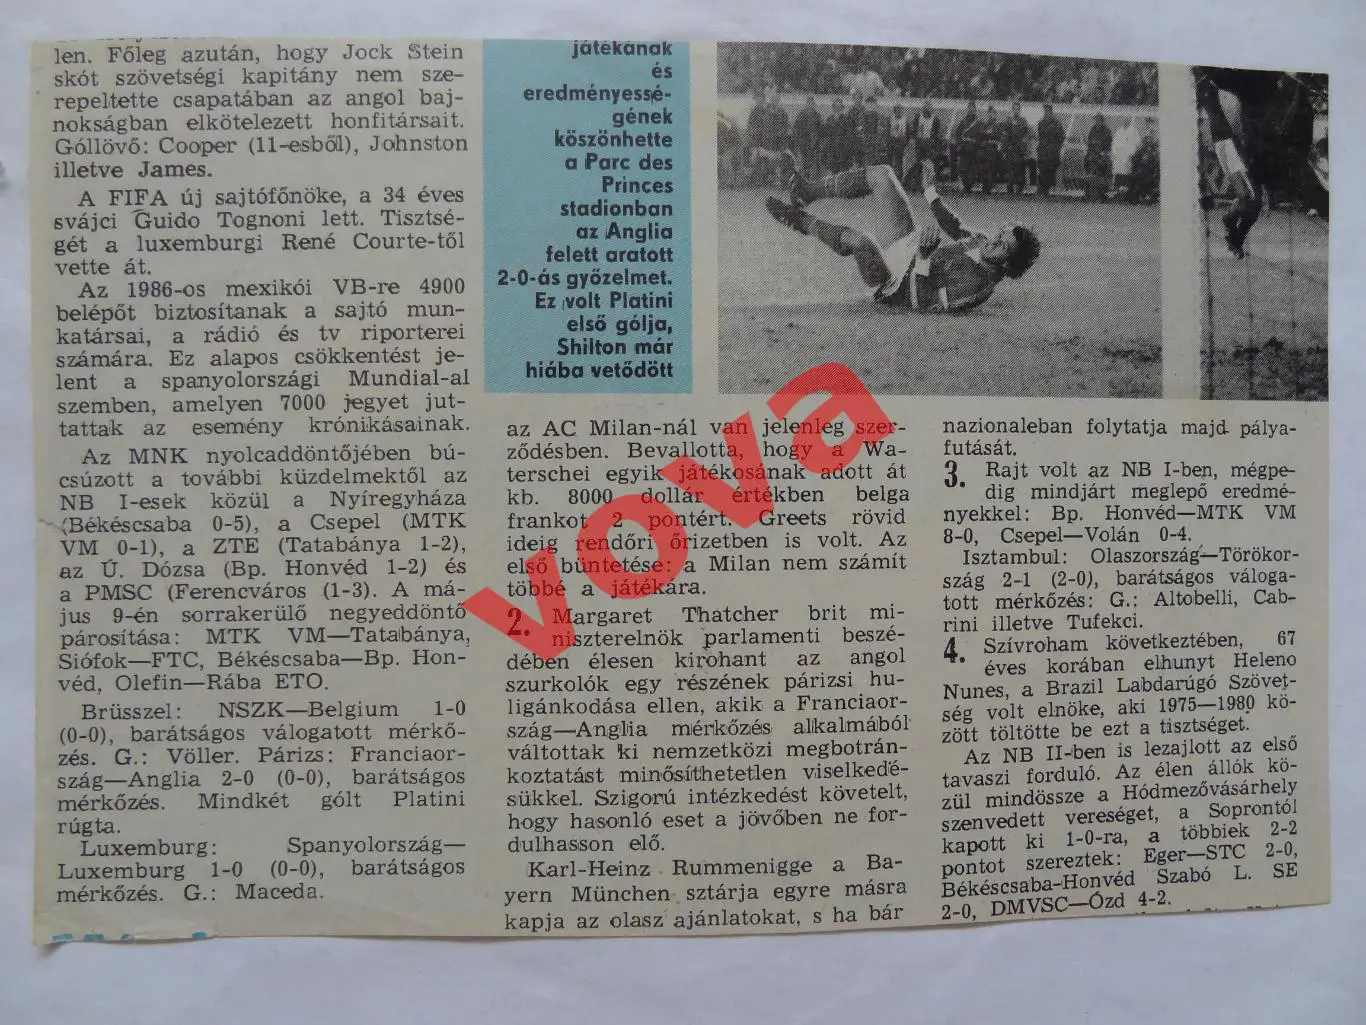 len. Főleg azután, hogy Jock Stein
skót szövetségi kapitány nem sze-
repeltette csapatában az angol baj-
nokságban elkötelezett honfitársait.
Góllövő: Cooper (11-esből), Johnston
illetve James.
A FIFA új sajtófőnöke, a 34 éves
svájci Guido Tognoni lett. Tisztsé-
gét a luxemburgi René Courte-től
vette át.
Az 1986-os mexikói VB-re 4900
belépőt biztosítanak a sajtó mun-
katársai, a rádió és tv riporterei
számára. Ez alapos csökkentést je-
lent a spanyolországi Mundial-al
szemben, amelyen 7000 jegyet jut-
tattak az esemény krónikásainak.
Az MNK nyolcaddöntőjében bú-
csúzott a további küzdelmektől az
NB I-esek közül a Nyíregyháza
(Békéscsaba 0-5), a Csepel (MTK
VM 0-1), a ZTE (Tatabánya 1-2),
az Ú. Dózsa (Bp. Honvéd 1-2) és
a PMSC (Ferencváros (1-3). A má-
jus 9-én sorrakerülő negyeddöntő
párosítása: MTK VM—Tatabánya,
Siófok—FTC, Békéscsaba—Bp. Hon-
véd, Olefin—Rába ETO.
Brüsszel: NSZK—Belgium 1-0
(0-0), barátságos válogatott mérkő-
zés. G.: Völler. Párizs: Franciaor-
szág—Anglia 2-0 (0-0), barátságos
mérkőzés. Mindkét gólt Platini
rúgta.
Luxemburg: Spanyolország—
Luxemburg 1-0 (0-0), barátságos
mérkőzés. G.: Maceda.
játékának
és
eredményessé-
gének
köszönhette
a Parc des
Princes
stadionban
az Anglia
felett aratott
2-0-ás győzelmet.
Ez volt Platini
első gólja,
Shilton már
hiába vetődött
az AC Milan-nál van jelenleg szer-
ződésben. Bevallotta, hogy a Wa-
terschei egyik játékosának adott át
kb. 8000 dollár értékben belga
frankot 2 pontért. Greets rövid
ideig rendőri őrizetben is volt. Az
első büntetése: a Milan nem számít
többé a játékára.
2. Margaret Thatcher brit mi-
niszterelnök parlamenti beszé-
dében élesen kirohant az angol
szurkolók egy részének párizsi hu-
ligánkodása ellen, akik a Franciaor-
szág—Anglia mérkőzés alkalmából
váltottak ki nemzetközi megbotrán-
koztatást minősíthetetlen viselkedé-
sükkel. Szigorú intézkedést követelt,
hogy hasonló eset a jövőben ne for-
dulhasson elő.
Karl-Heinz Rummenigge a Ba-
yern München sztárja egyre másra
kapja az olasz ajánlatokat, s ha bár
nazionaleban folytatja majd pálya-
futását.
3. Rajt volt az NB I-ben, mégpe-
dig mindjárt meglepő eredmé-
nyekkel: Bp. Honvéd—MTK VM
8-0, Csepel—Volán 0-4.
Isztambul: Olaszország—Törökor-
szág 2-1 (2-0), barátságos váloga-
tott mérkőzés: G.: Altobelli, Cab-
rini illetve Tufekci.
4. Szívroham következtében, 67
éves korában elhunyt Heleno
Nunes, a Brazil Labdarúgó Szövet-
ség volt elnöke, aki 1975—1980 kö-
zött töltötte be ezt a tisztséget.
Az NB II-ben is lezajlott az első
tavaszi forduló. Az élen állók kö-
zül mindössze a Hódmezővásárhely
szenvedett vereséget, a Soprontól
kapott ki 1-0-ra, a többiek 2-2
pontot szereztek: Eger—STC 2-0,
Békéscsaba-Honvéd Szabó L. SE
2-0, DMVSC—Ózd 4-2.
vova